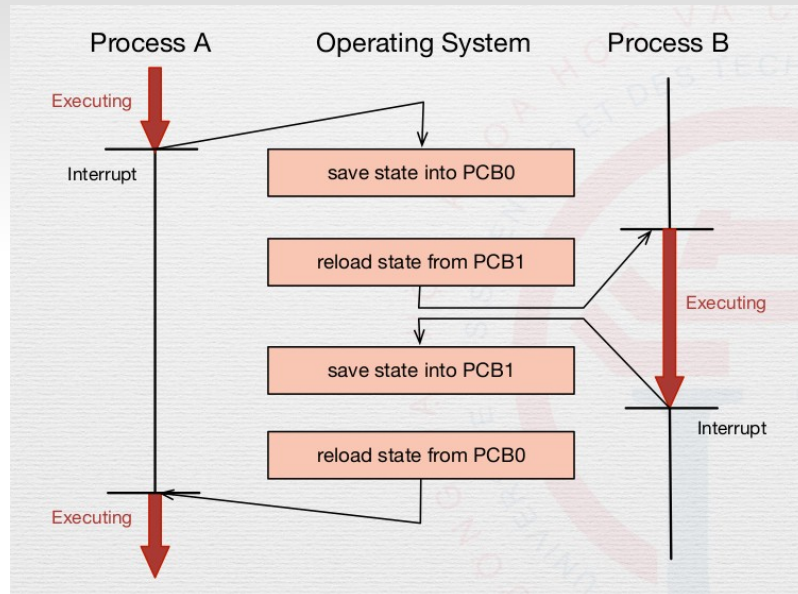 Process A
Operating System
Process B
Executing
Interrupt
save state into PCB0
reload state from PCB1
Executing
save state into PCB1
Interrupt
reload state from PCB0
Executing